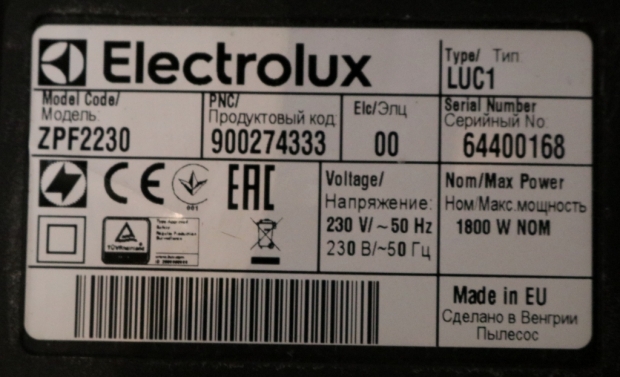 Electrolux
Type/ Тип
LUC1
Model Code/
Модель:
ZPF2230
PNC/
Продуктовый код
900274333
Elc/Элц
00
Serial Number
Серийный No:
64400168
CE
001
EAC
TÜVRheinland
Voltage/
Напряжение:
230 V/~50 Hz
230 В/~50 Гц
Nom/Max Power
Ном/Макс.мощность
1800 W NOM
Made in EU
Сделано в Венгрии
Пылесос